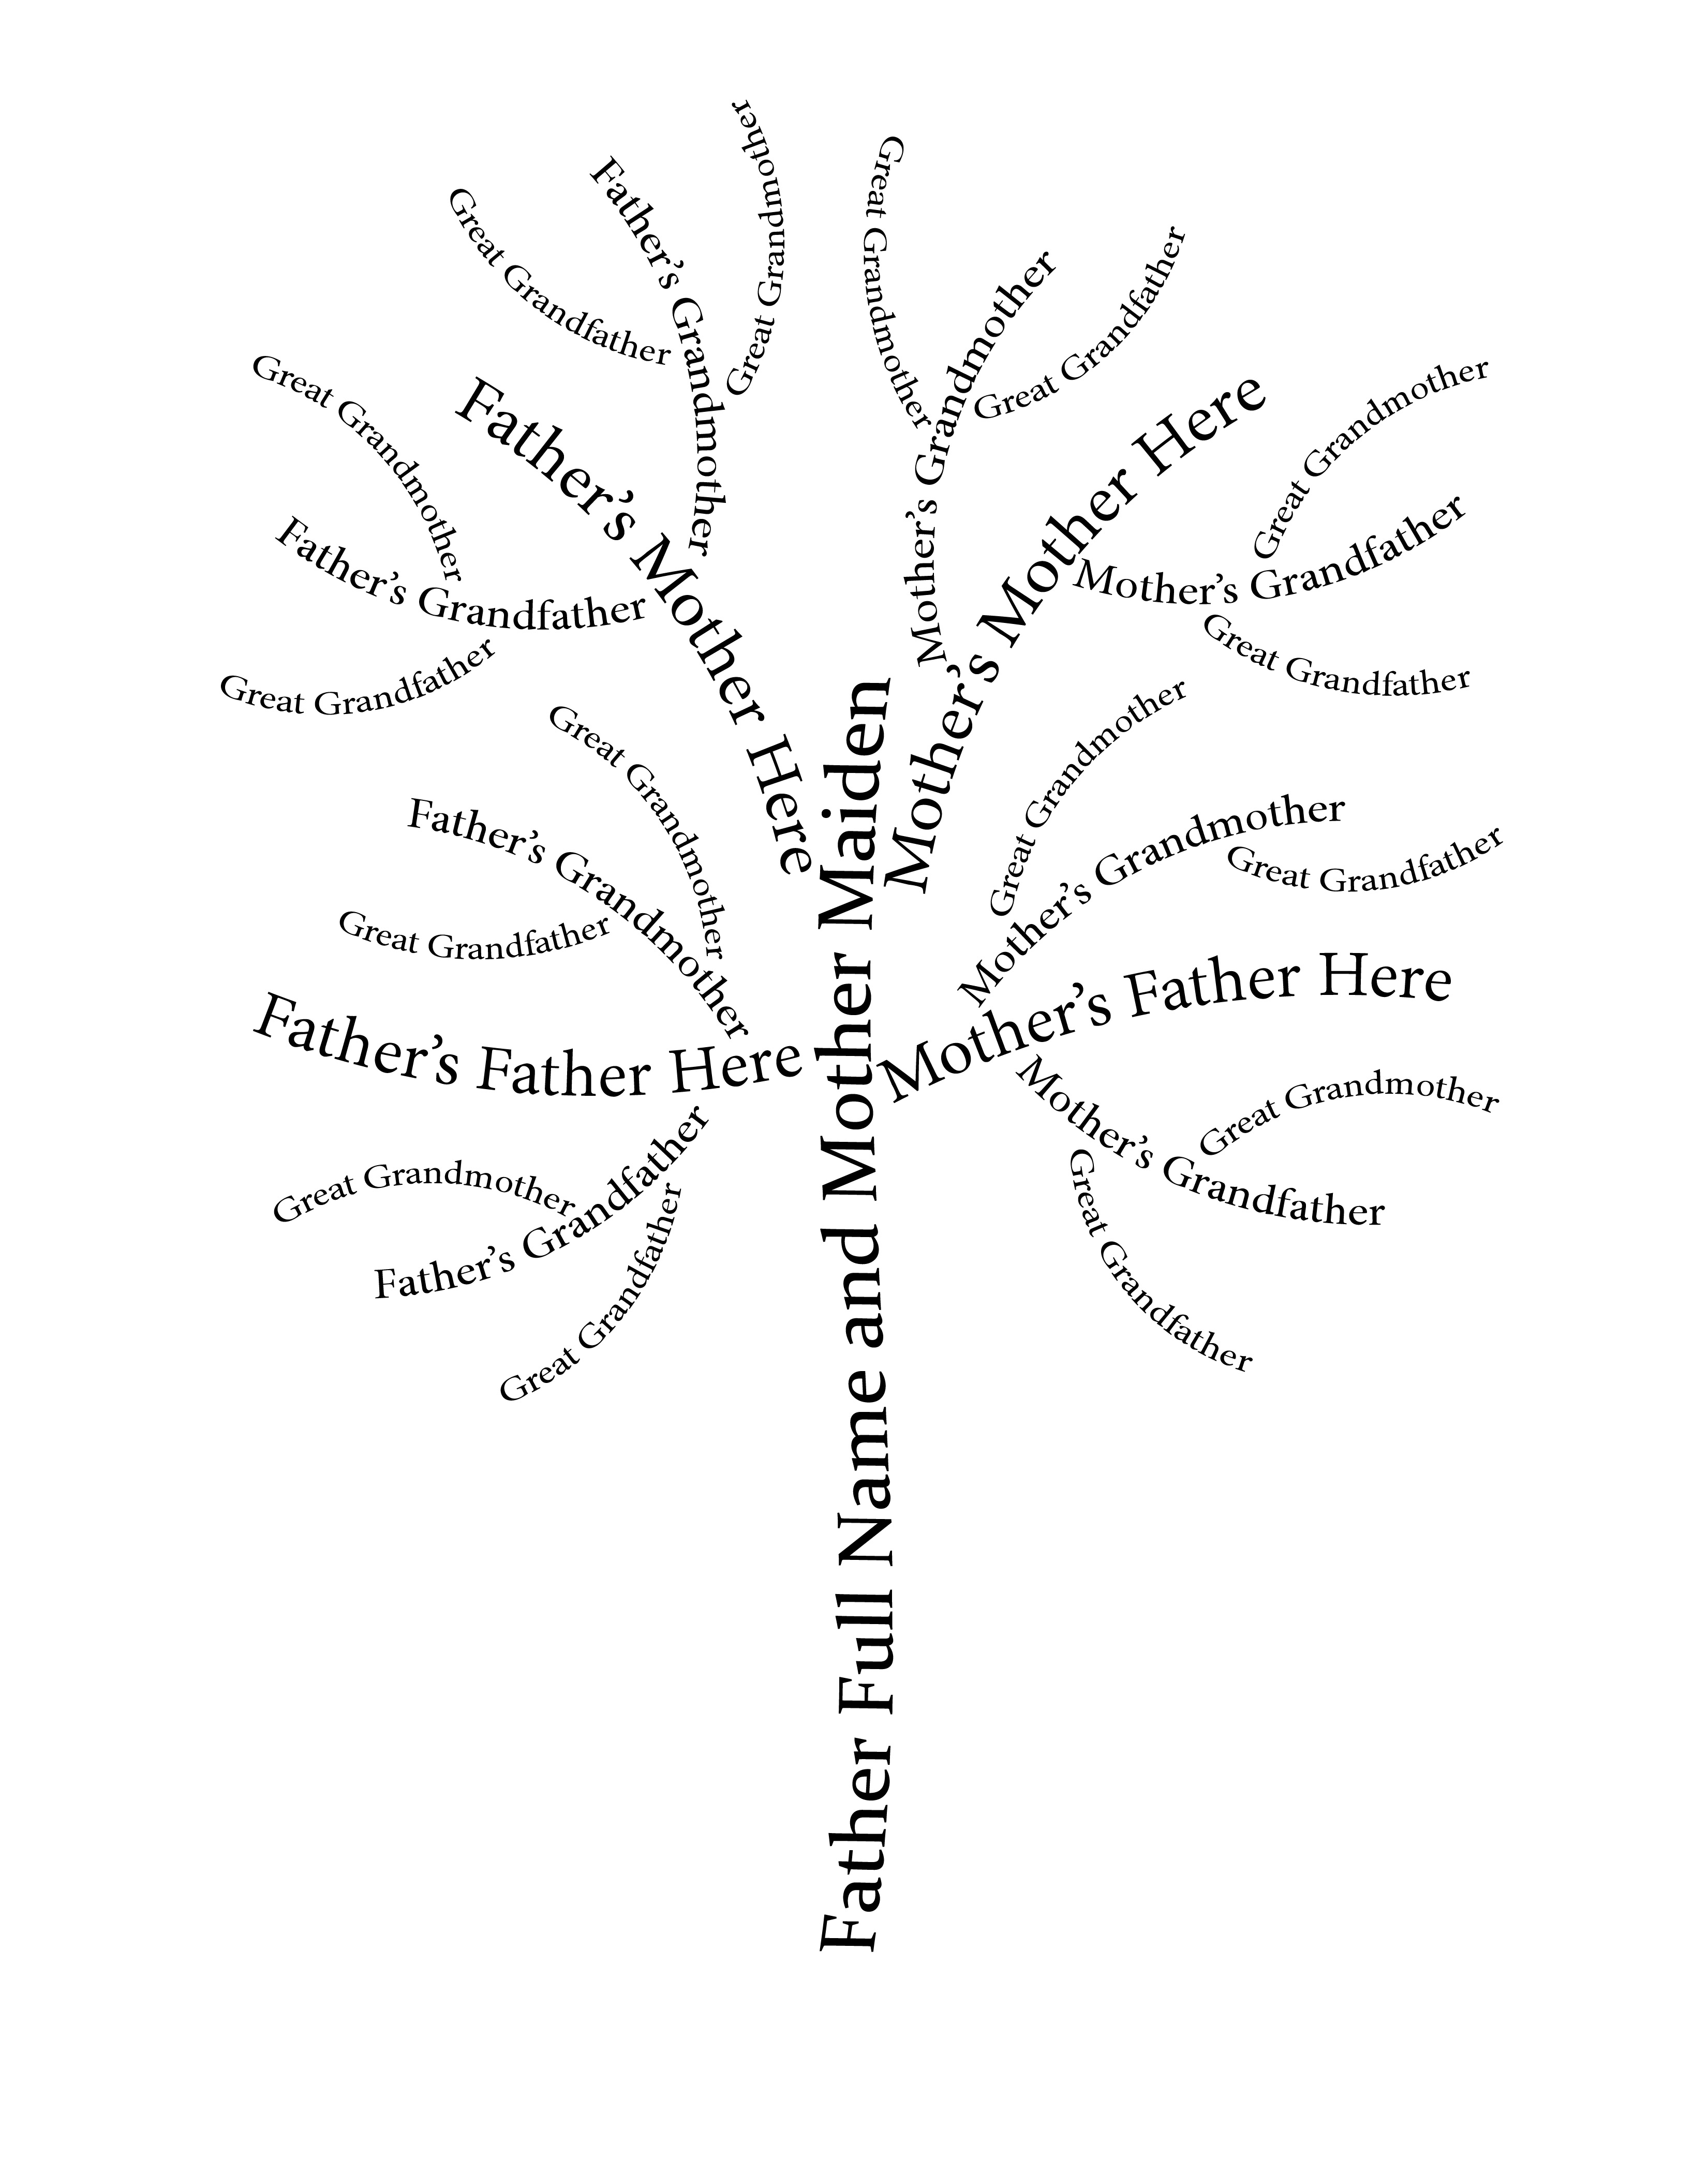 Great Grandmother
Father's Grandmother
Great Grandfather
Great Grandmother
Father’s Mother Here
Father’s Grandfather
Great Grandfather
Great Grandmother
Mother’s Grandmother
Great Grandfather
Great Grandmother
Mother’s Mother Here
Mother’s Grandfather
Great Grandfather
Great Grandmother
Father’s Grandmother
Great Grandfather
Father’s Father Here
Great Grandmother
Father’s Grandfather
Great Grandfather
Great Grandmother
Mother’s Grandmother
Great Grandfather
Mother’s Father Here
Great Grandmother
Mother’s Grandfather
Great Grandfather
Father Full Name and Mother Maiden